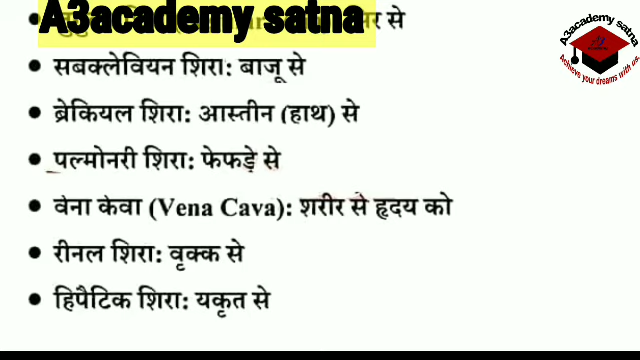 A3academy satna
सर से
• सबक्लेवियन शिरा: बाजू से
• ब्रेकियल शिरा: आस्तीन (हाथ) से
• पल्मोनरी शिरा: फेफड़े से
• वेना केवा (Vena Cava): शरीर से हृदय को
• रीनल शिरा: वृक्क से
• हिपैटिक शिरा: यकृत से
A3academy satna
Achieve your dreams with us.